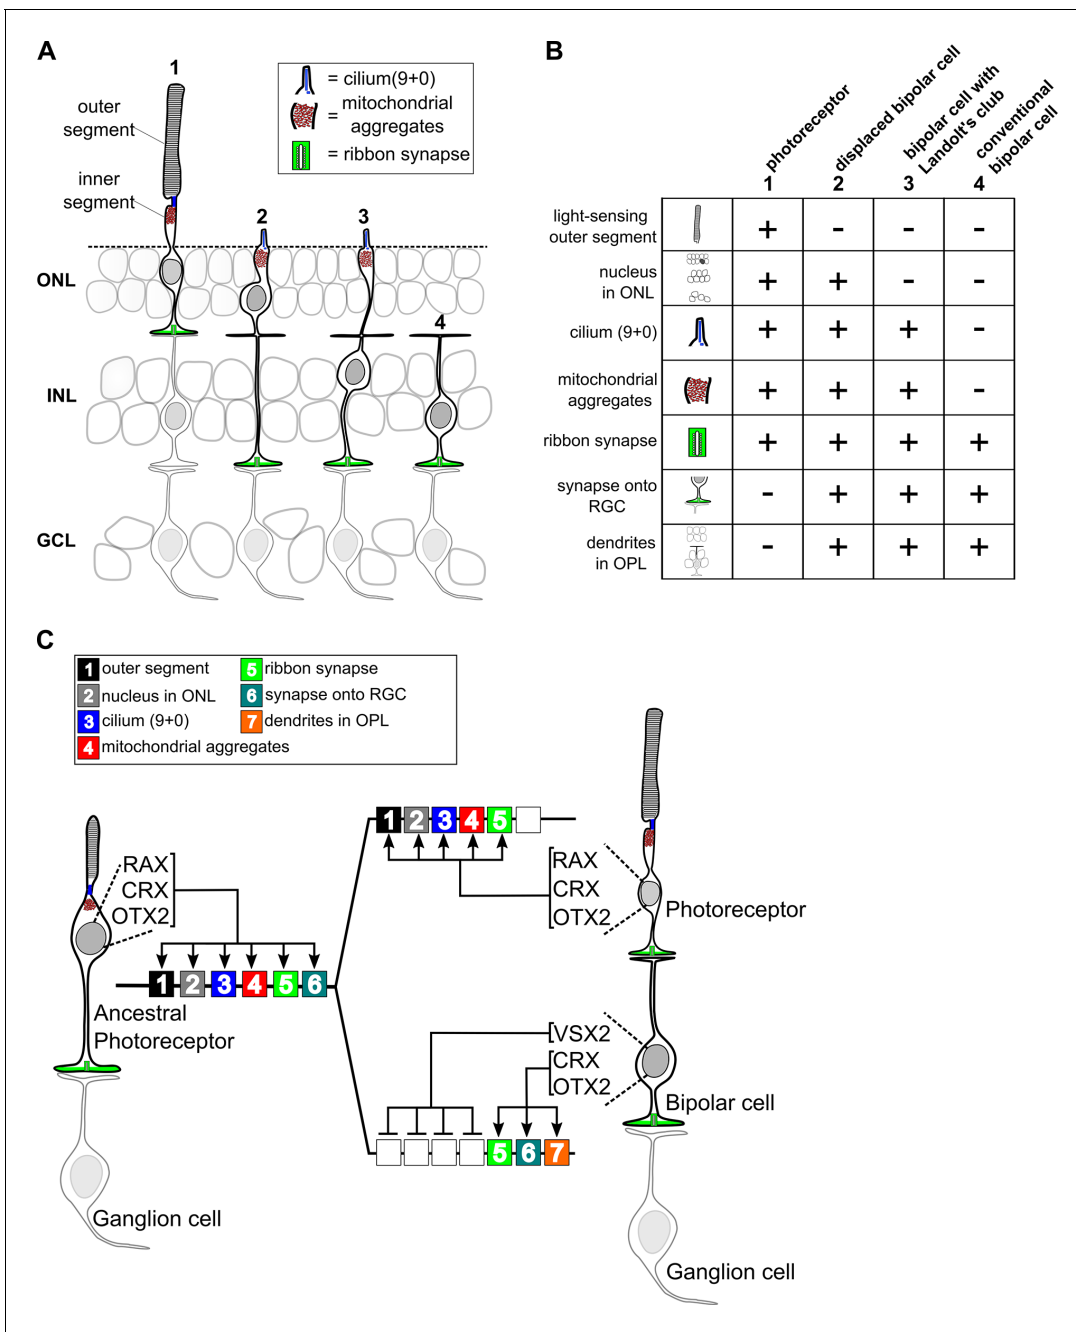 A
1
outer
segment
inner
segment
= cilium(9+0)
= mitochondrial
aggregates
= ribbon synapse
2
3
4
ONL
INL
GCL
B
photoreceptor
displaced bipolar cell
bipolar cell with
Landolt's club
conventional
bipolar cell
1 2 3 4
light-sensing
outer segment
+ - - -
nucleus
in ONL
+ + - -
cilium (9+0)
+ + + -
mitochondrial
aggregates
+ + + -
ribbon synapse
+ + + +
synapse onto
RGC
- + + +
dendrites
in OPL
- + + +
C
1 outer segment
2 nucleus in ONL
3 cilium (9+0)
4 mitochondrial aggregates
5 ribbon synapse
6 synapse onto RGC
7 dendrites in OPL
RAX
CRX
OTX2
1 2 3 4 5 6
Ancestral
Photoreceptor
Ganglion cell
1 2 3 4 5
RAX
CRX
OTX2
Photoreceptor
VSX2
CRX
OTX2
Bipolar cell
5 6 7
Ganglion cell